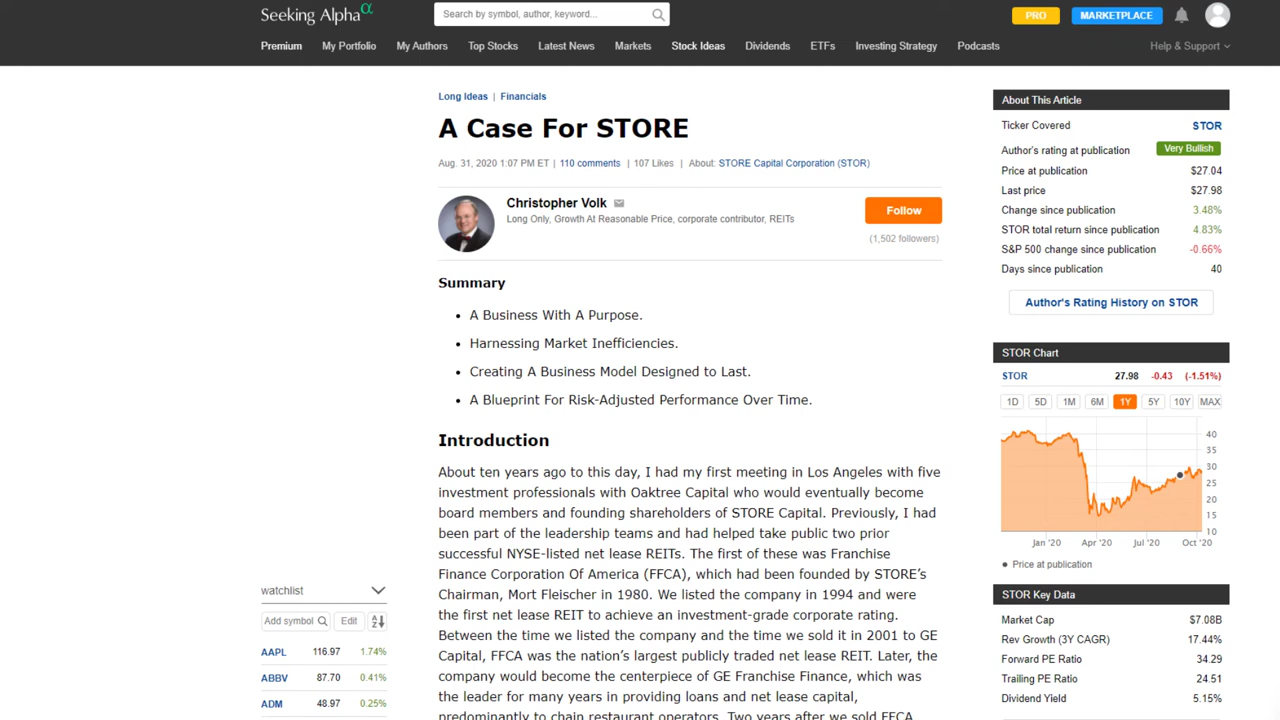 Seeking Alpha α
Search by symbol, author, keyword...
PRO
MARKETPLACE
Premium
My Portfolio
My Authors
Top Stocks
Latest News
Markets
Stock Ideas
Dividends
ETFs
Investing Strategy
Podcasts
Help & Support
Long Ideas | Financials
A Case For STORE
Aug. 31, 2020 1:07 PM ET | 110 comments | 107 Likes | About: STORE Capital Corporation (STOR)
Christopher Volk
Long Only, Growth At Reasonable Price, corporate contributor, REITs
Follow
(1,502 followers)
Summary
• A Business With A Purpose.
• Harnessing Market Inefficiencies.
• Creating A Business Model Designed to Last.
• A Blueprint For Risk-Adjusted Performance Over Time.
Introduction
About ten years ago to this day, I had my first meeting in Los Angeles with five
investment professionals with Oaktree Capital who would eventually become
board members and founding shareholders of STORE Capital. Previously, I had
been part of the leadership teams and had helped take public two prior
successful NYSE-listed net lease REITs. The first of these was Franchise
Finance Corporation Of America (FFCA), which had been founded by STORE's
Chairman, Mort Fleischer in 1980. We listed the company in 1994 and were
the first net lease REIT to achieve an investment-grade corporate rating.
Between the time we listed the company and the time we sold it in 2001 to GE
Capital, FFCA was the nation's largest publicly traded net lease REIT. Later, the
company would become the centerpiece of GE Franchise Finance, which was
the leader for many years in providing loans and net lease capital,
predominantly to chain restaurant operators. Two years after we sold FFCA
watchlist
Add symbol
Edit
AZ
AAPL 116.97 1.74%
ABBV 87.70 0.41%
ADM 48.97 0.25%
About This Article
Ticker Covered STOR
Author's rating at publication Very Bullish
Price at publication $27.04
Last price $27.98
Change since publication 3.48%
STOR total return since publication 4.83%
S&P 500 change since publication -0.66%
Days since publication 40
Author's Rating History on STOR
STOR Chart
STOR 27.98 -0.43 (-1.51%)
1D 5D 1M 6M 1Y 5Y 10Y MAX
40
35
30
25
20
15
10
Jan '20 Apr '20 Jul '20 Oct '20
• Price at publication
STOR Key Data
Market Cap $7.08B
Rev Growth (3Y CAGR) 17.44%
Forward PE Ratio 34.29
Trailing PE Ratio 24.51
Dividend Yield 5.15%